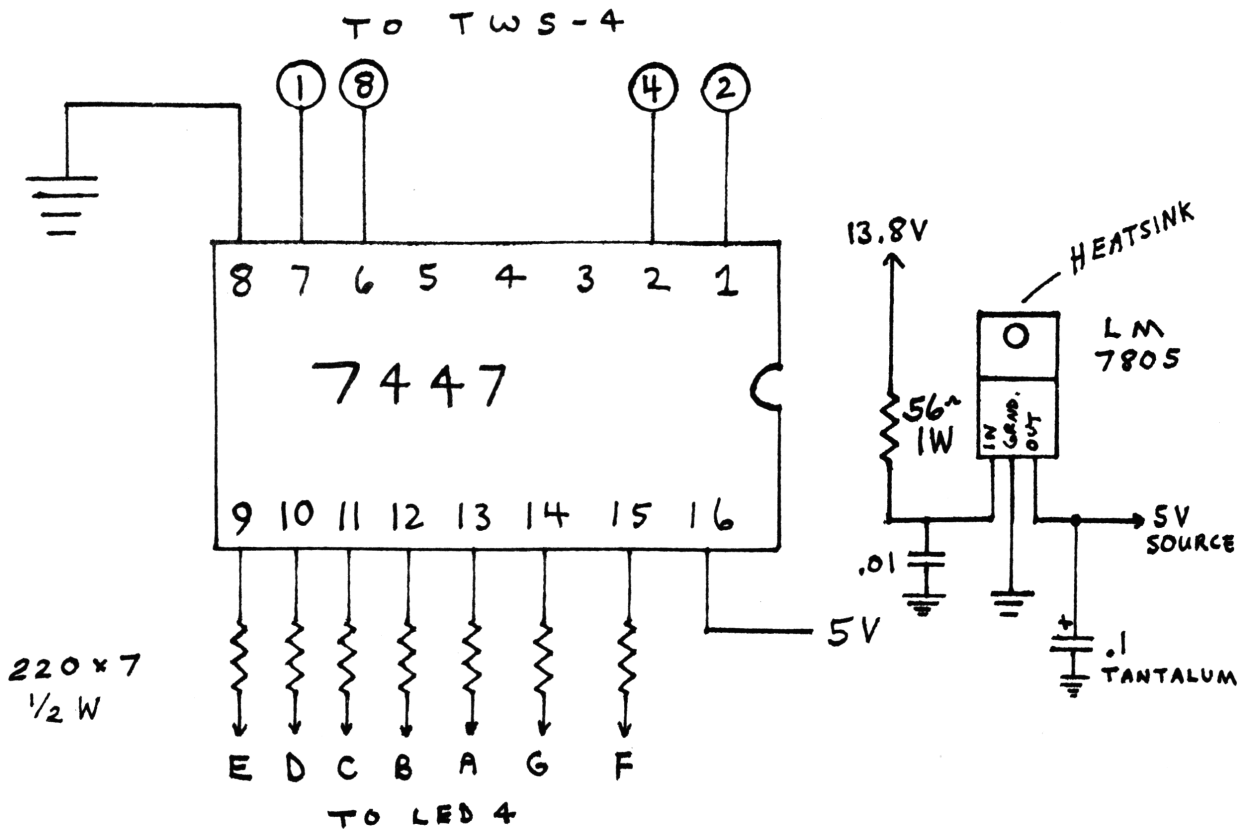 TO TWS-4
1 8 4 2
8 7 6 5 4 3 2 1
7447
9 10 11 12 13 14 15 16
5V
220 x 7
1/2 W
E D C B A G F
TO LED 4
13.8V
HEATSINK
LM
7805
56Ω
1W
IN
GRND.
OUT
5V
SOURCE
.01
+
.1
TANTALUM